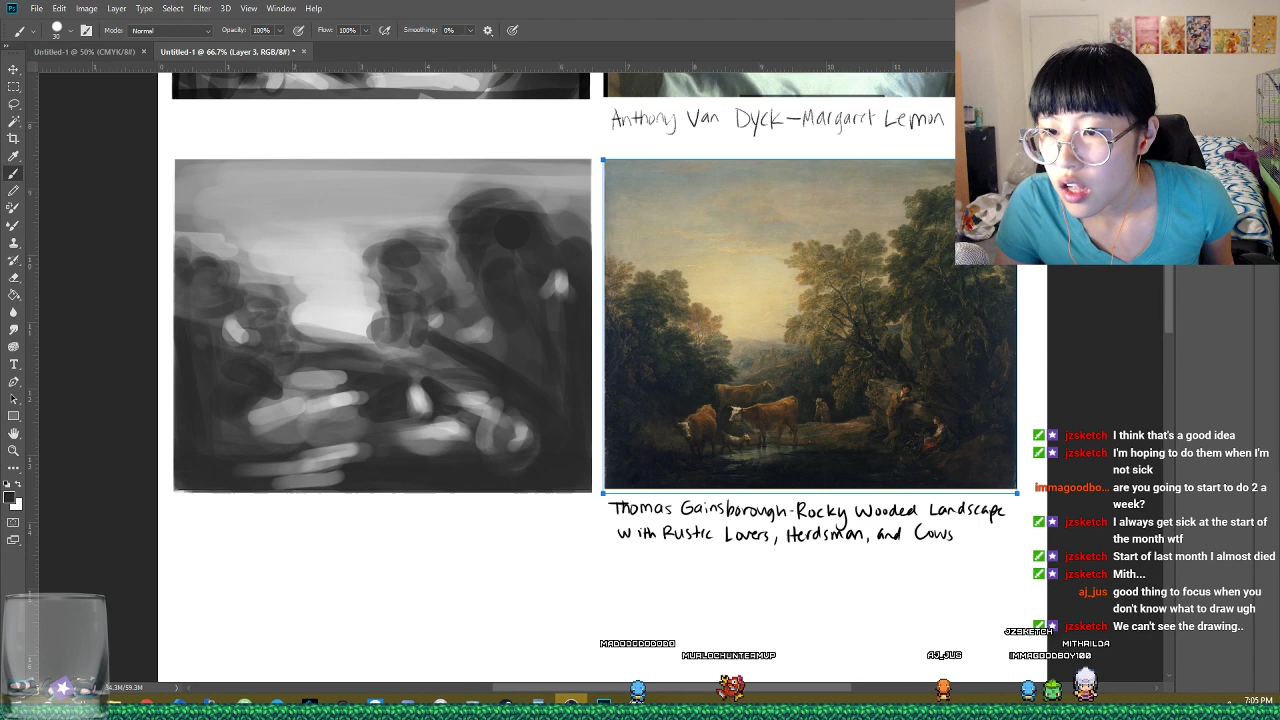 File Edit Image Layer Type Select Filter 3D View Window Help
30 Mode: Normal Opacity: 100% Flow: 100% Smoothing: 0%
Untitled-1 @ 50% (CMYK/8#) × Untitled-1 @ 66.7% (Layer 3, RGB/8#) * ×
Anthony Van Dyck-Margaret Lemon
Thomas Gainsborough-Rocky Wooded Landscape
with Rustic Lovers, Herdsman, and Cows
jzsketch I think that's a good idea
jzsketch I'm hoping to do them when I'm
not sick
immagoodbo... are you going to start to do 2 a
week?
jzsketch I always get sick at the start of
the month wtf
jzsketch Start of last month I almost died
jzsketch Mith...
aj_jus good thing to focus when you
don't know what to draw ugh
jzsketch We can't see the drawing..
JZSKETCH
MITHRILDA
AJ_JUS
IMMAGOODBOY100
7:05 PM